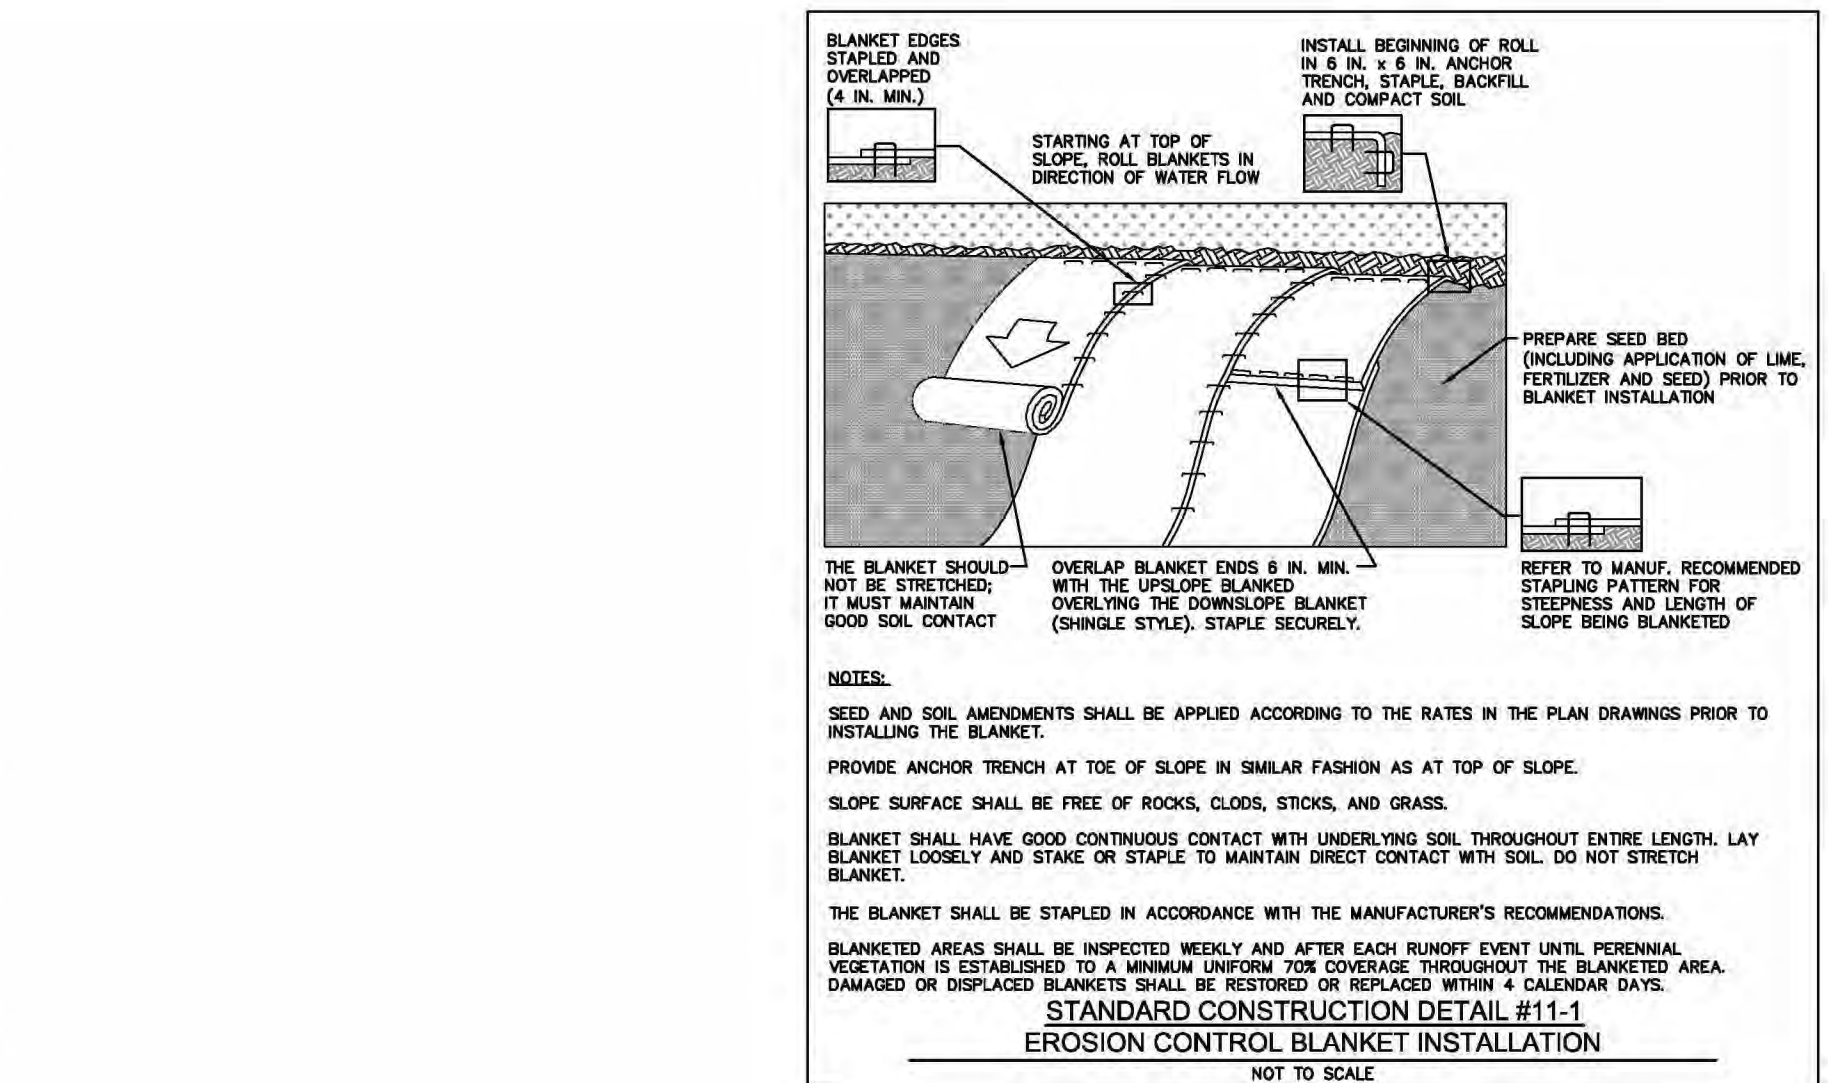 BLANKET EDGES
STAPLED AND
OVERLAPPED
(4 IN. MIN.)
STARTING AT TOP OF
SLOPE, ROLL BLANKETS IN
DIRECTION OF WATER FLOW
INSTALL BEGINNING OF ROLL
IN 6 IN. x 6 IN. ANCHOR
TRENCH, STAPLE, BACKFILL
AND COMPACT SOIL
PREPARE SEED BED
(INCLUDING APPLICATION OF LIME,
FERTILIZER AND SEED) PRIOR TO
BLANKET INSTALLATION
THE BLANKET SHOULD
NOT BE STRETCHED;
IT MUST MAINTAIN
GOOD SOIL CONTACT
OVERLAP BLANKET ENDS 6 IN. MIN.
WITH THE UPSLOPE BLANKED
OVERLYING THE DOWNSLOPE BLANKET
(SHINGLE STYLE). STAPLE SECURELY.
REFER TO MANUF. RECOMMENDED
STAPLING PATTERN FOR
STEEPNESS AND LENGTH OF
SLOPE BEING BLANKETED
NOTES:
SEED AND SOIL AMENDMENTS SHALL BE APPLIED ACCORDING TO THE RATES IN THE PLAN DRAWINGS PRIOR TO
INSTALLING THE BLANKET.
PROVIDE ANCHOR TRENCH AT TOE OF SLOPE IN SIMILAR FASHION AS AT TOP OF SLOPE.
SLOPE SURFACE SHALL BE FREE OF ROCKS, CLODS, STICKS, AND GRASS.
BLANKET SHALL HAVE GOOD CONTINUOUS CONTACT WITH UNDERLYING SOIL THROUGHOUT ENTIRE LENGTH. LAY
BLANKET LOOSELY AND STAKE OR STAPLE TO MAINTAIN DIRECT CONTACT WITH SOIL. DO NOT STRETCH
BLANKET.
THE BLANKET SHALL BE STAPLED IN ACCORDANCE WITH THE MANUFACTURER'S RECOMMENDATIONS.
BLANKETED AREAS SHALL BE INSPECTED WEEKLY AND AFTER EACH RUNOFF EVENT UNTIL PERENNIAL
VEGETATION IS ESTABLISHED TO A MINIMUM UNIFORM 70% COVERAGE THROUGHOUT THE BLANKETED AREA.
DAMAGED OR DISPLACED BLANKETS SHALL BE RESTORED OR REPLACED WITHIN 4 CALENDAR DAYS.
STANDARD CONSTRUCTION DETAIL #11-1
EROSION CONTROL BLANKET INSTALLATION
NOT TO SCALE